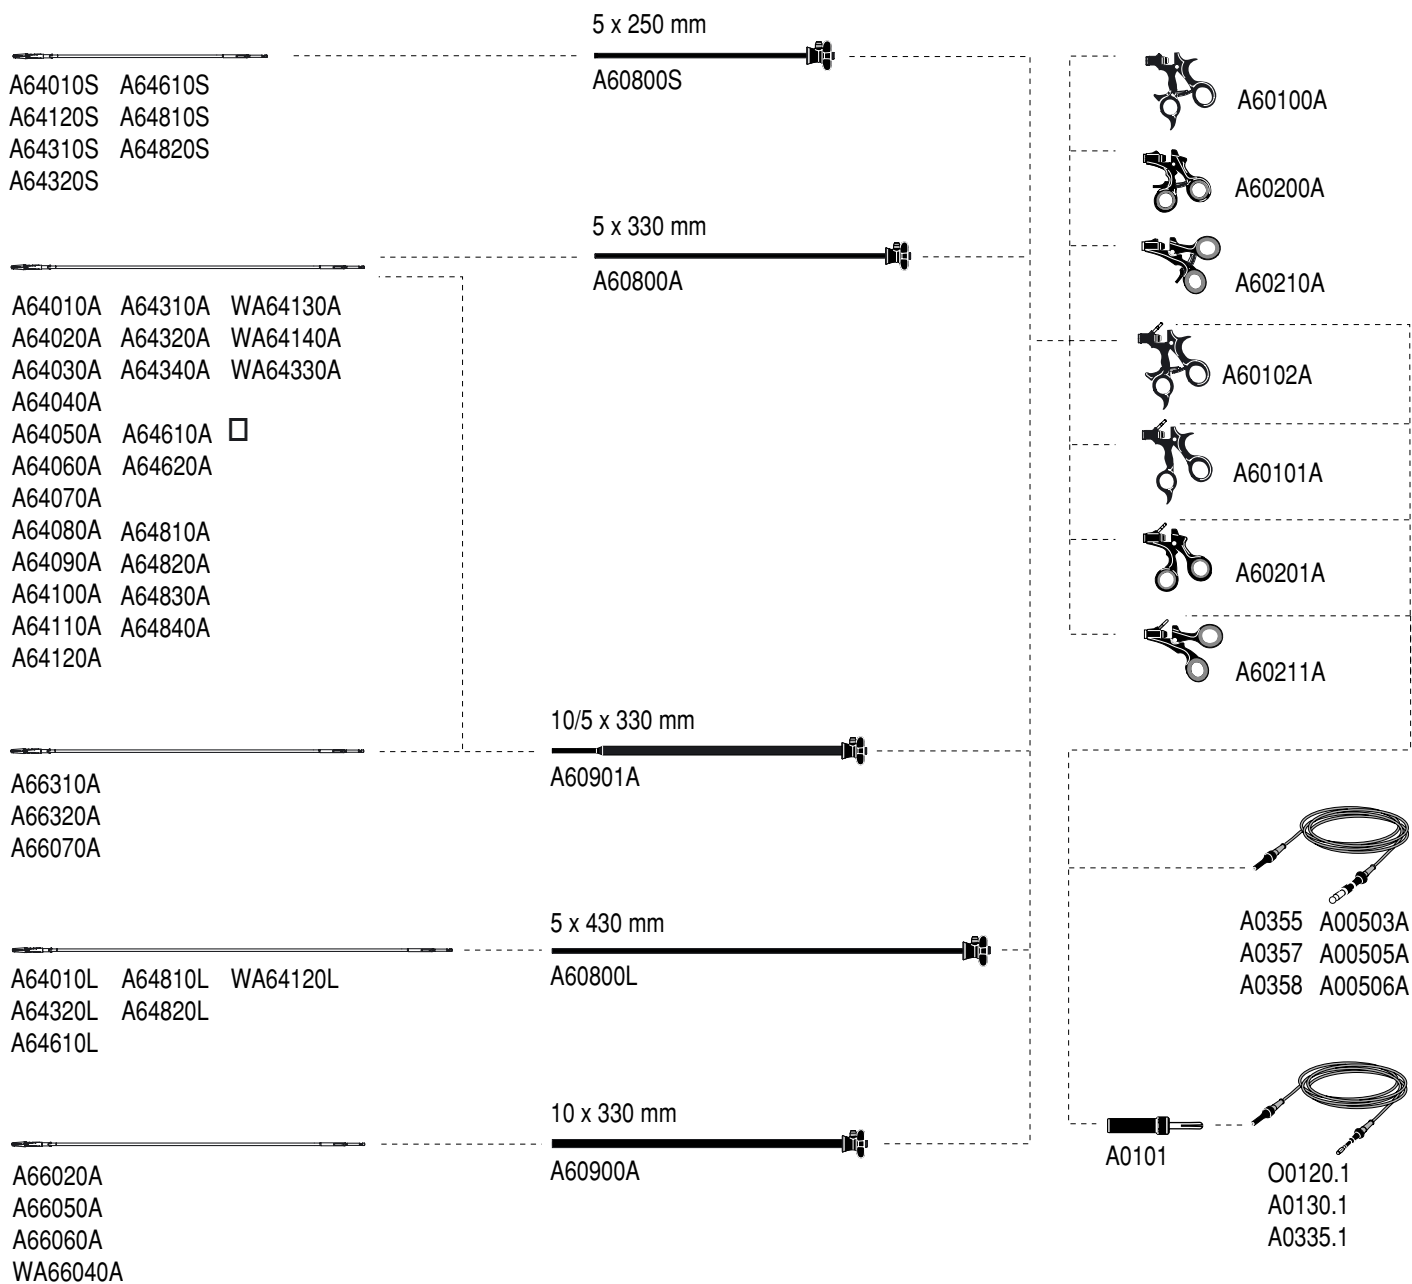 5 x 250 mm
A60800S
A64010S A64610S
A64120S A64810S
A64310S A64820S
A64320S
5 x 330 mm
A60800A
A64010A A64310A WA64130A
A64020A A64320A WA64140A
A64030A A64340A WA64330A
A64040A
A64050A A64610A
A64060A A64620A
A64070A
A64080A A64810A
A64090A A64820A
A64100A A64830A
A64110A A64840A
A64120A
10/5 x 330 mm
A60901A
A66310A
A66320A
A66070A
5 x 430 mm
A60800L
A64010L A64810L WA64120L
A64320L A64820L
A64610L
10 x 330 mm
A60900A
A66020A
A66050A
A66060A
WA66040A
A60100A
A60200A
A60210A
A60102A
A60101A
A60201A
A60211A
A0355 A00503A
A0357 A00505A
A0358 A00506A
A0101
O0120.1
A0130.1
A0335.1